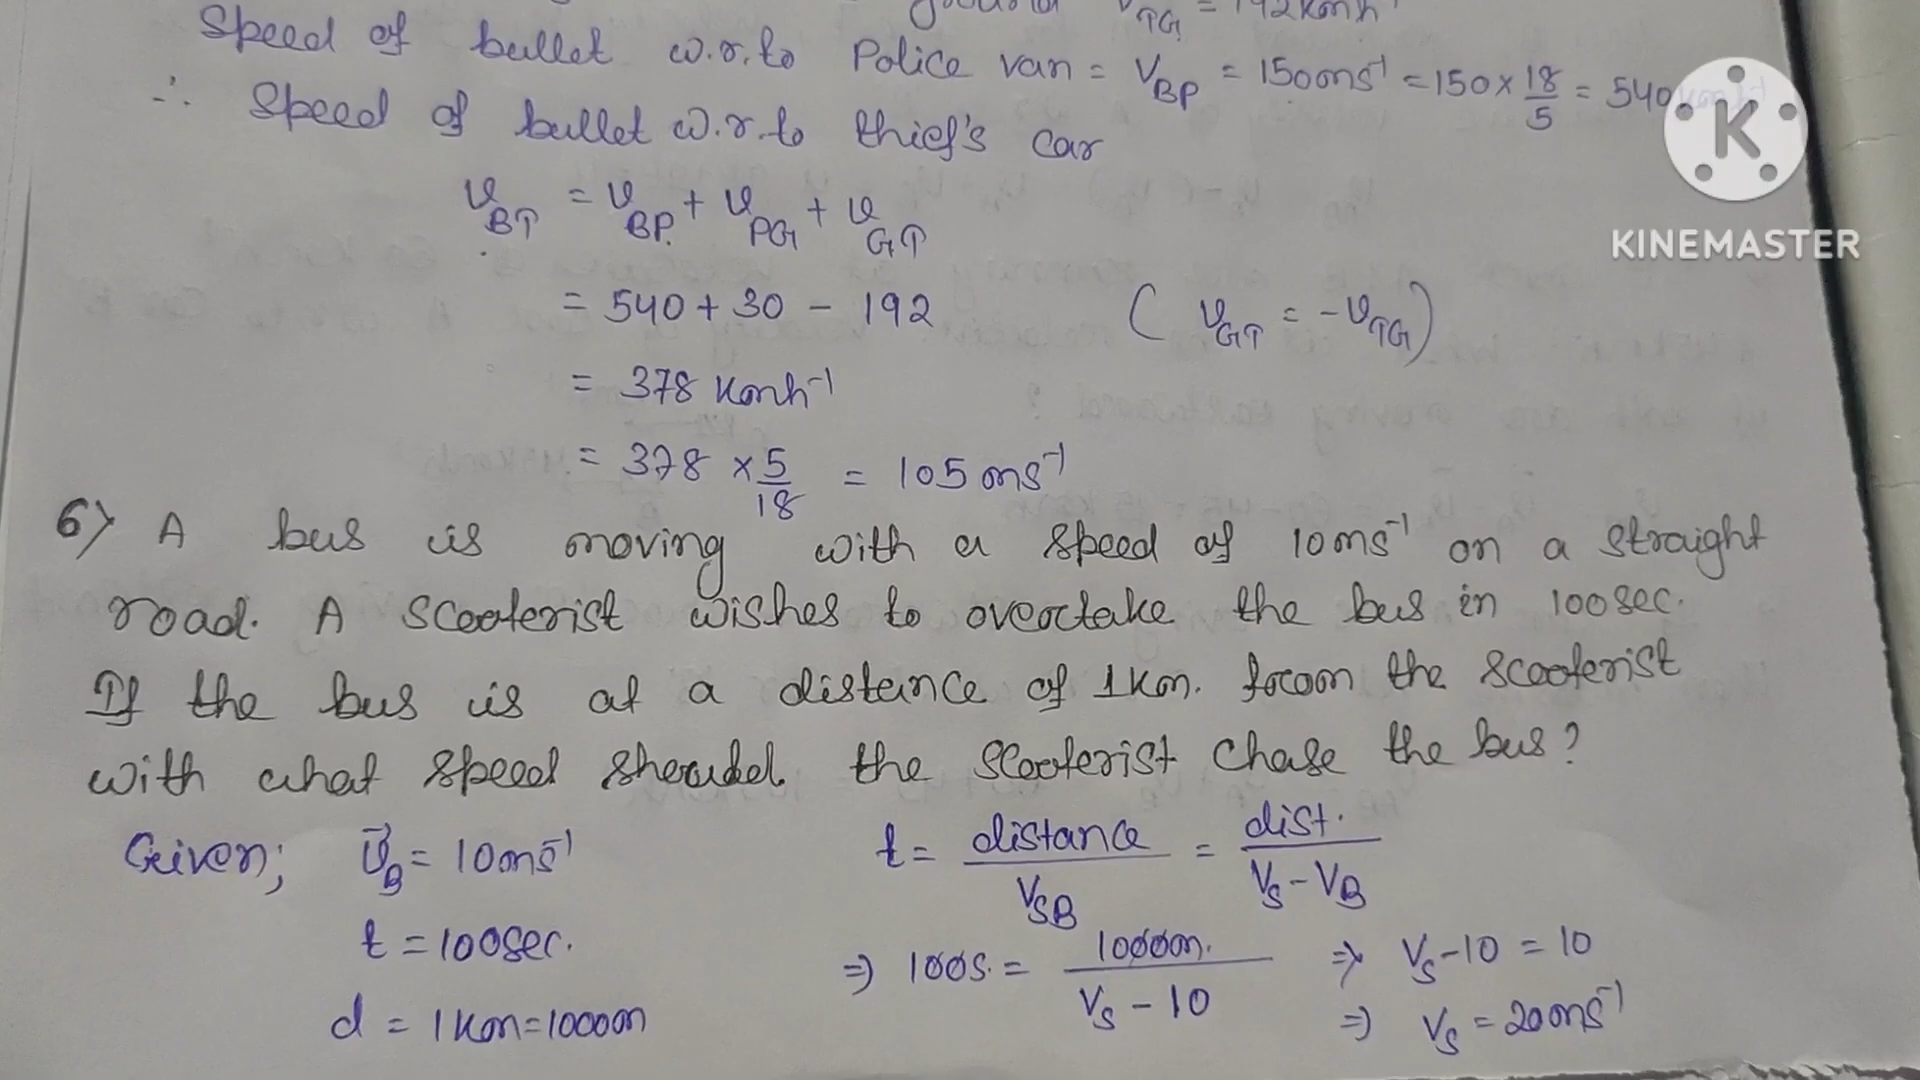 V_TG = 192kmh⁻¹
Speed of bullet w.r.to Police van = V_BP = 150ms⁻¹ = 150 × 18/5 = 540
∴ Speed of bullet w.r.to thief's car
K
KINEMASTER
v_BT = v_BP + v_PG + v_GT
= 540 + 30 - 192 ( v_GT = -v_TG)
= 378 kmh⁻¹
= 378 × 5/18 = 105 ms⁻¹
6) A bus is moving with a speed of 10ms⁻¹ on a straight
road. A scooterist wishes to overtake the bus in 100sec.
If the bus is at a distance of 1km. from the scooterist
with what speed should the scooterist chase the bus?
Given; v⃗_B = 10ms⁻¹
t = 100sec.
d = 1km = 1000m
t = distance/V_SB = dist./V_S - V_B
⇒ 100s. = 1000m./V_S - 10 ⇒ V_S - 10 = 10
⇒ V_S = 20ms⁻¹